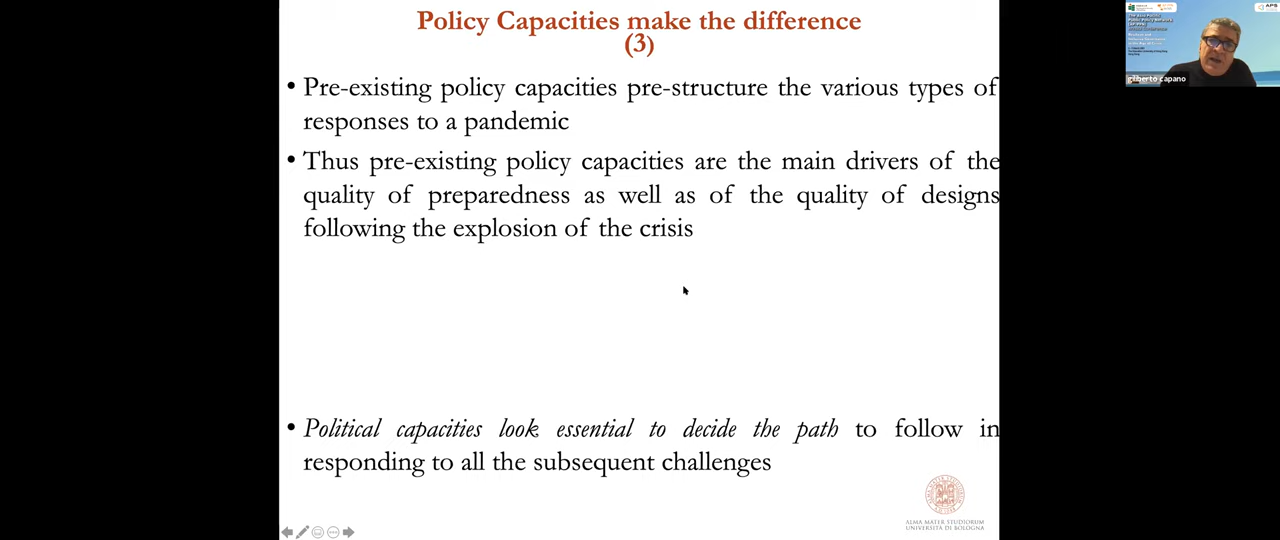 Policy Capacities make the difference
(3)
• Pre-existing policy capacities pre-structure the various types of
responses to a pandemic
• Thus pre-existing policy capacities are the main drivers of the
quality of preparedness as well as of the quality of designs
following the explosion of the crisis
• Political capacities look essential to decide the path to follow in
responding to all the subsequent challenges
ALMA MATER STUDIORUM
UNIVERSITÀ DI BOLOGNA
gilberto capano
APS